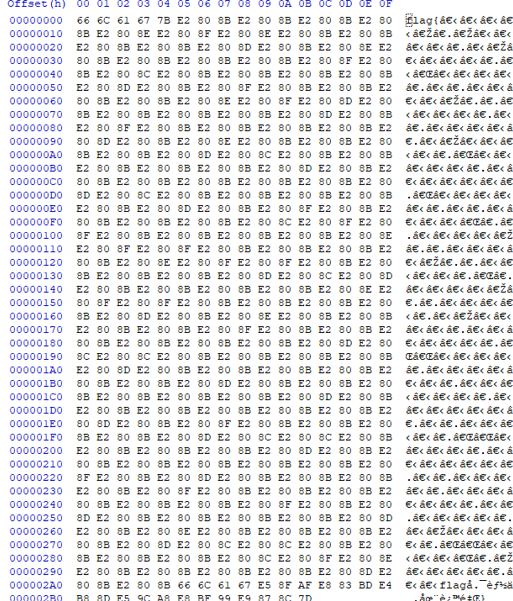 Offset(h) 00 01 02 03 04 05 06 07 08 09 0A 0B 0C 0D 0E 0F
00000000 66 6C 61 67 7B E2 80 8B E2 80 8B E2 80 8B E2 80 flag{â€‹â€‹â€‹â€
00000010 8B E2 80 8E E2 80 8F E2 80 8E E2 80 8B E2 80 8B ‹â€Žâ€.â€Žâ€‹â€‹
00000020 E2 80 8B E2 80 8B E2 80 8D E2 80 8B E2 80 8E E2 â€‹â€‹â€.â€‹â€Žâ
00000030 80 8B E2 80 8B E2 80 8B E2 80 8B E2 80 8F E2 80 €‹â€‹â€‹â€‹â€.â€
00000040 8B E2 80 8C E2 80 8B E2 80 8B E2 80 8B E2 80 8B ‹â€Œâ€‹â€‹â€‹â€‹
00000050 E2 80 8D E2 80 8B E2 80 8F E2 80 8B E2 80 8B E2 â€.â€‹â€.â€‹â€‹â
00000060 80 8B E2 80 8B E2 80 8E E2 80 8F E2 80 8D E2 80 €‹â€‹â€Žâ€.â€.â€
00000070 8B E2 80 8B E2 80 8B E2 80 8B E2 80 8D E2 80 8B ‹â€‹â€‹â€‹â€.â€‹
00000080 E2 80 8F E2 80 8B E2 80 8B E2 80 8B E2 80 8B E2 â€.â€‹â€‹â€‹â€‹â
00000090 80 8D E2 80 8B E2 80 8E E2 80 8B E2 80 8B E2 80 €.â€‹â€Žâ€‹â€‹â€
000000A0 8B E2 80 8B E2 80 8D E2 80 8C E2 80 8B E2 80 8B ‹â€‹â€.â€Œâ€‹â€‹
000000B0 E2 80 8B E2 80 8B E2 80 8B E2 80 8D E2 80 8B E2 â€‹â€‹â€‹â€.â€‹â
000000C0 80 8B E2 80 8B E2 80 8B E2 80 8B E2 80 8B E2 80 €‹â€‹â€‹â€‹â€‹â€
000000D0 8D E2 80 8C E2 80 8B E2 80 8B E2 80 8B E2 80 8B .â€Œâ€‹â€‹â€‹â€‹
000000E0 E2 80 8B E2 80 8D E2 80 8B E2 80 8F E2 80 8B E2 â€‹â€.â€‹â€.â€‹â
000000F0 80 8B E2 80 8B E2 80 8B E2 80 8C E2 80 8F E2 80 €‹â€‹â€‹â€Œâ€.â€
00000100 8F E2 80 8B E2 80 8B E2 80 8B E2 80 8B E2 80 8E .â€‹â€‹â€‹â€‹â€Ž
00000110 E2 80 8F E2 80 8F E2 80 8B E2 80 8B E2 80 8B E2 â€.â€.â€‹â€‹â€‹â
00000120 80 8B E2 80 8E E2 80 8F E2 80 8F E2 80 8B E2 80 €‹â€Žâ€.â€.â€‹â€
00000130 8B E2 80 8B E2 80 8B E2 80 8D E2 80 8C E2 80 8D ‹â€‹â€‹â€.â€Œâ€.
00000140 E2 80 8B E2 80 8B E2 80 8B E2 80 8B E2 80 8E E2 â€‹â€‹â€‹â€‹â€Žâ
00000150 80 8F E2 80 8F E2 80 8B E2 80 8B E2 80 8B E2 80 €.â€.â€‹â€‹â€‹â€
00000160 8B E2 80 8D E2 80 8B E2 80 8E E2 80 8B E2 80 8B ‹â€.â€‹â€Žâ€‹â€‹
00000170 E2 80 8B E2 80 8B E2 80 8F E2 80 8B E2 80 8B E2 â€‹â€‹â€.â€‹â€‹â
00000180 80 8B E2 80 8B E2 80 8B E2 80 8B E2 80 8D E2 80 €‹â€‹â€‹â€‹â€.â€
00000190 8C E2 80 8C E2 80 8B E2 80 8B E2 80 8B E2 80 8B Œâ€Œâ€‹â€‹â€‹â€‹
000001A0 E2 80 8D E2 80 8B E2 80 8B E2 80 8B E2 80 8B E2 â€.â€‹â€‹â€‹â€‹â
000001B0 80 8B E2 80 8B E2 80 8D E2 80 8B E2 80 8B E2 80 €‹â€‹â€.â€‹â€‹â€
000001C0 8B E2 80 8B E2 80 8B E2 80 8B E2 80 8D E2 80 8B ‹â€‹â€‹â€‹â€.â€‹
000001D0 E2 80 8B E2 80 8B E2 80 8B E2 80 8B E2 80 8B E2 â€‹â€‹â€‹â€‹â€‹â
000001E0 80 8D E2 80 8B E2 80 8F E2 80 8B E2 80 8B E2 80 €.â€‹â€.â€‹â€‹â€
000001F0 8B E2 80 8B E2 80 8D E2 80 8C E2 80 8C E2 80 8B ‹â€‹â€.â€Œâ€Œâ€‹
00000200 E2 80 8B E2 80 8B E2 80 8B E2 80 8D E2 80 8B E2 â€‹â€‹â€‹â€.â€‹â
00000210 80 8B E2 80 8B E2 80 8B E2 80 8B E2 80 8B E2 80 €‹â€‹â€‹â€‹â€‹â€
00000220 8F E2 80 8B E2 80 8D E2 80 8B E2 80 8B E2 80 8B .â€‹â€.â€‹â€‹â€‹
00000230 E2 80 8B E2 80 8F E2 80 8B E2 80 8B E2 80 8B E2 â€‹â€.â€‹â€‹â€‹â
00000240 80 8B E2 80 8B E2 80 8B E2 80 8F E2 80 8B E2 80 €‹â€‹â€‹â€.â€‹â€
00000250 8D E2 80 8B E2 80 8B E2 80 8B E2 80 8B E2 80 8D .â€‹â€‹â€‹â€‹â€.
00000260 E2 80 8B E2 80 8E E2 80 8B E2 80 8B E2 80 8B E2 â€‹â€Žâ€‹â€‹â€‹â
00000270 80 8B E2 80 8D E2 80 8C E2 80 8C E2 80 8B E2 80 €‹â€.â€Œâ€Œâ€‹â€
00000280 8B E2 80 8B E2 80 8B E2 80 8C E2 80 8F E2 80 8E ‹â€‹â€‹â€Œâ€.â€Ž
00000290 E2 80 8B E2 80 8B E2 80 8B E2 80 8B E2 80 8D E2 â€‹â€‹â€‹â€‹â€.â
000002A0 80 8B E2 80 8B 66 6C 61 67 E5 8F AF E8 83 BD E4 €‹â€‹flagå.¯èƒ½ä
000002B0 B8 8D E5 9C A8 E8 BF 99 E9 87 8C 7D ¸.åœ¨è¿™é‡Œ}